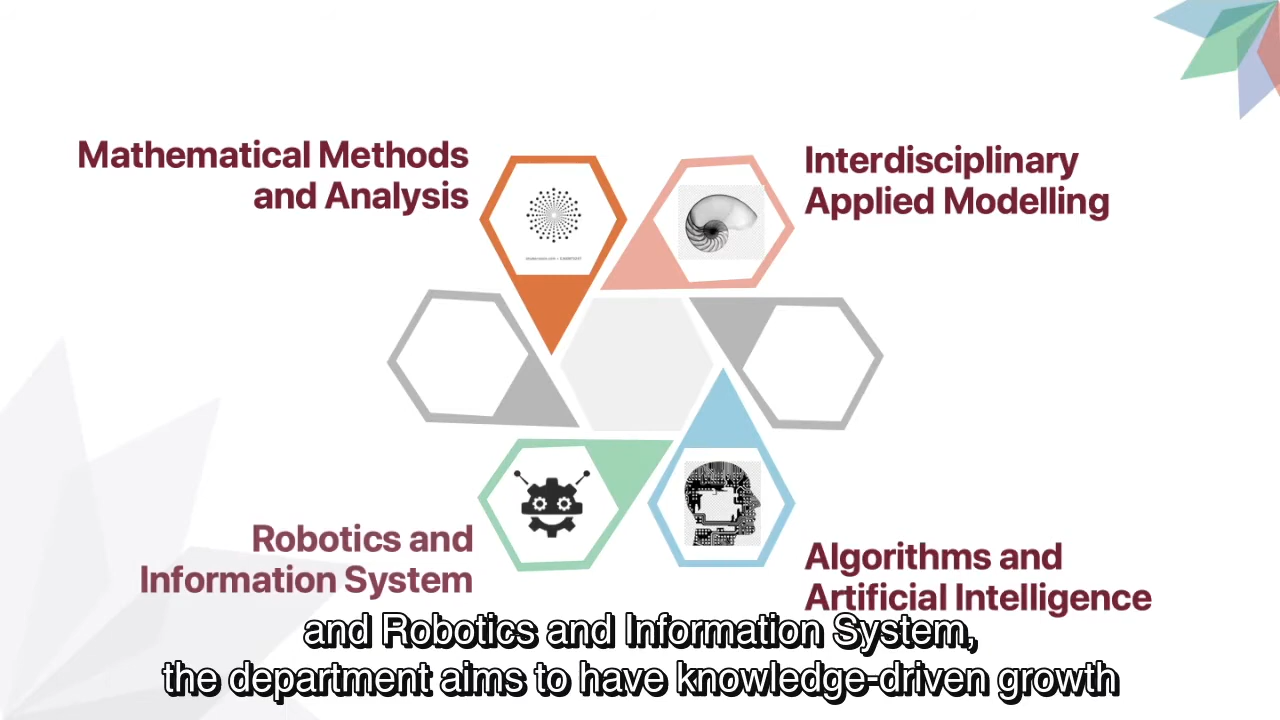 Mathematical Methods
and Analysis
Interdisciplinary
Applied Modelling
Robotics and
Information System
Algorithms and
Artificial Intelligence
and Robotics and Information System,
the department aims to have knowledge-driven growth